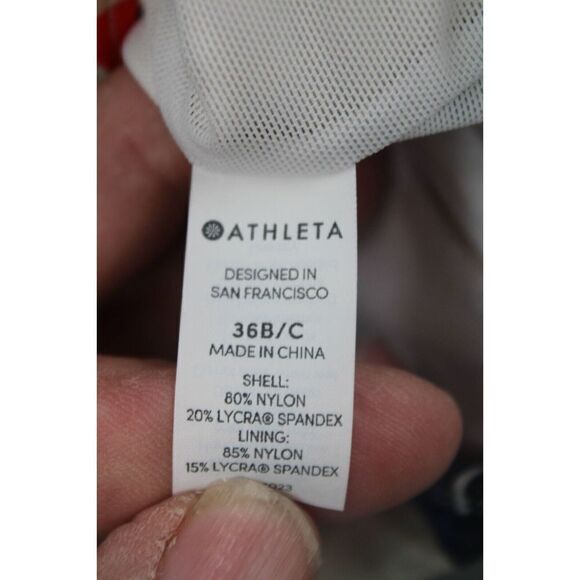 ATHLETA
DESIGNED IN
SAN FRANCISCO
36B/C
MADE IN CHINA
SHELL:
80% NYLON
20% LYCRA® SPANDEX
LINING:
85% NYLON
15% LYCRA® SPANDEX